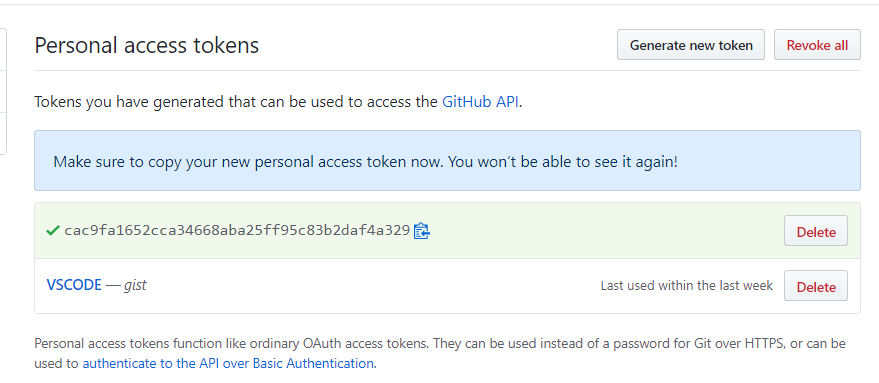 Personal access tokens
Generate new token
Revoke all
Tokens you have generated that can be used to access the GitHub API.
Make sure to copy your new personal access token now. You won't be able to see it again!
cac9fa1652cca34668aba25ff95c83b2daf4a329
Delete
VSCODE — gist
Last used within the last week
Delete
Personal access tokens function like ordinary OAuth access tokens. They can be used instead of a password for Git over HTTPS, or can be
used to authenticate to the API over Basic Authentication.